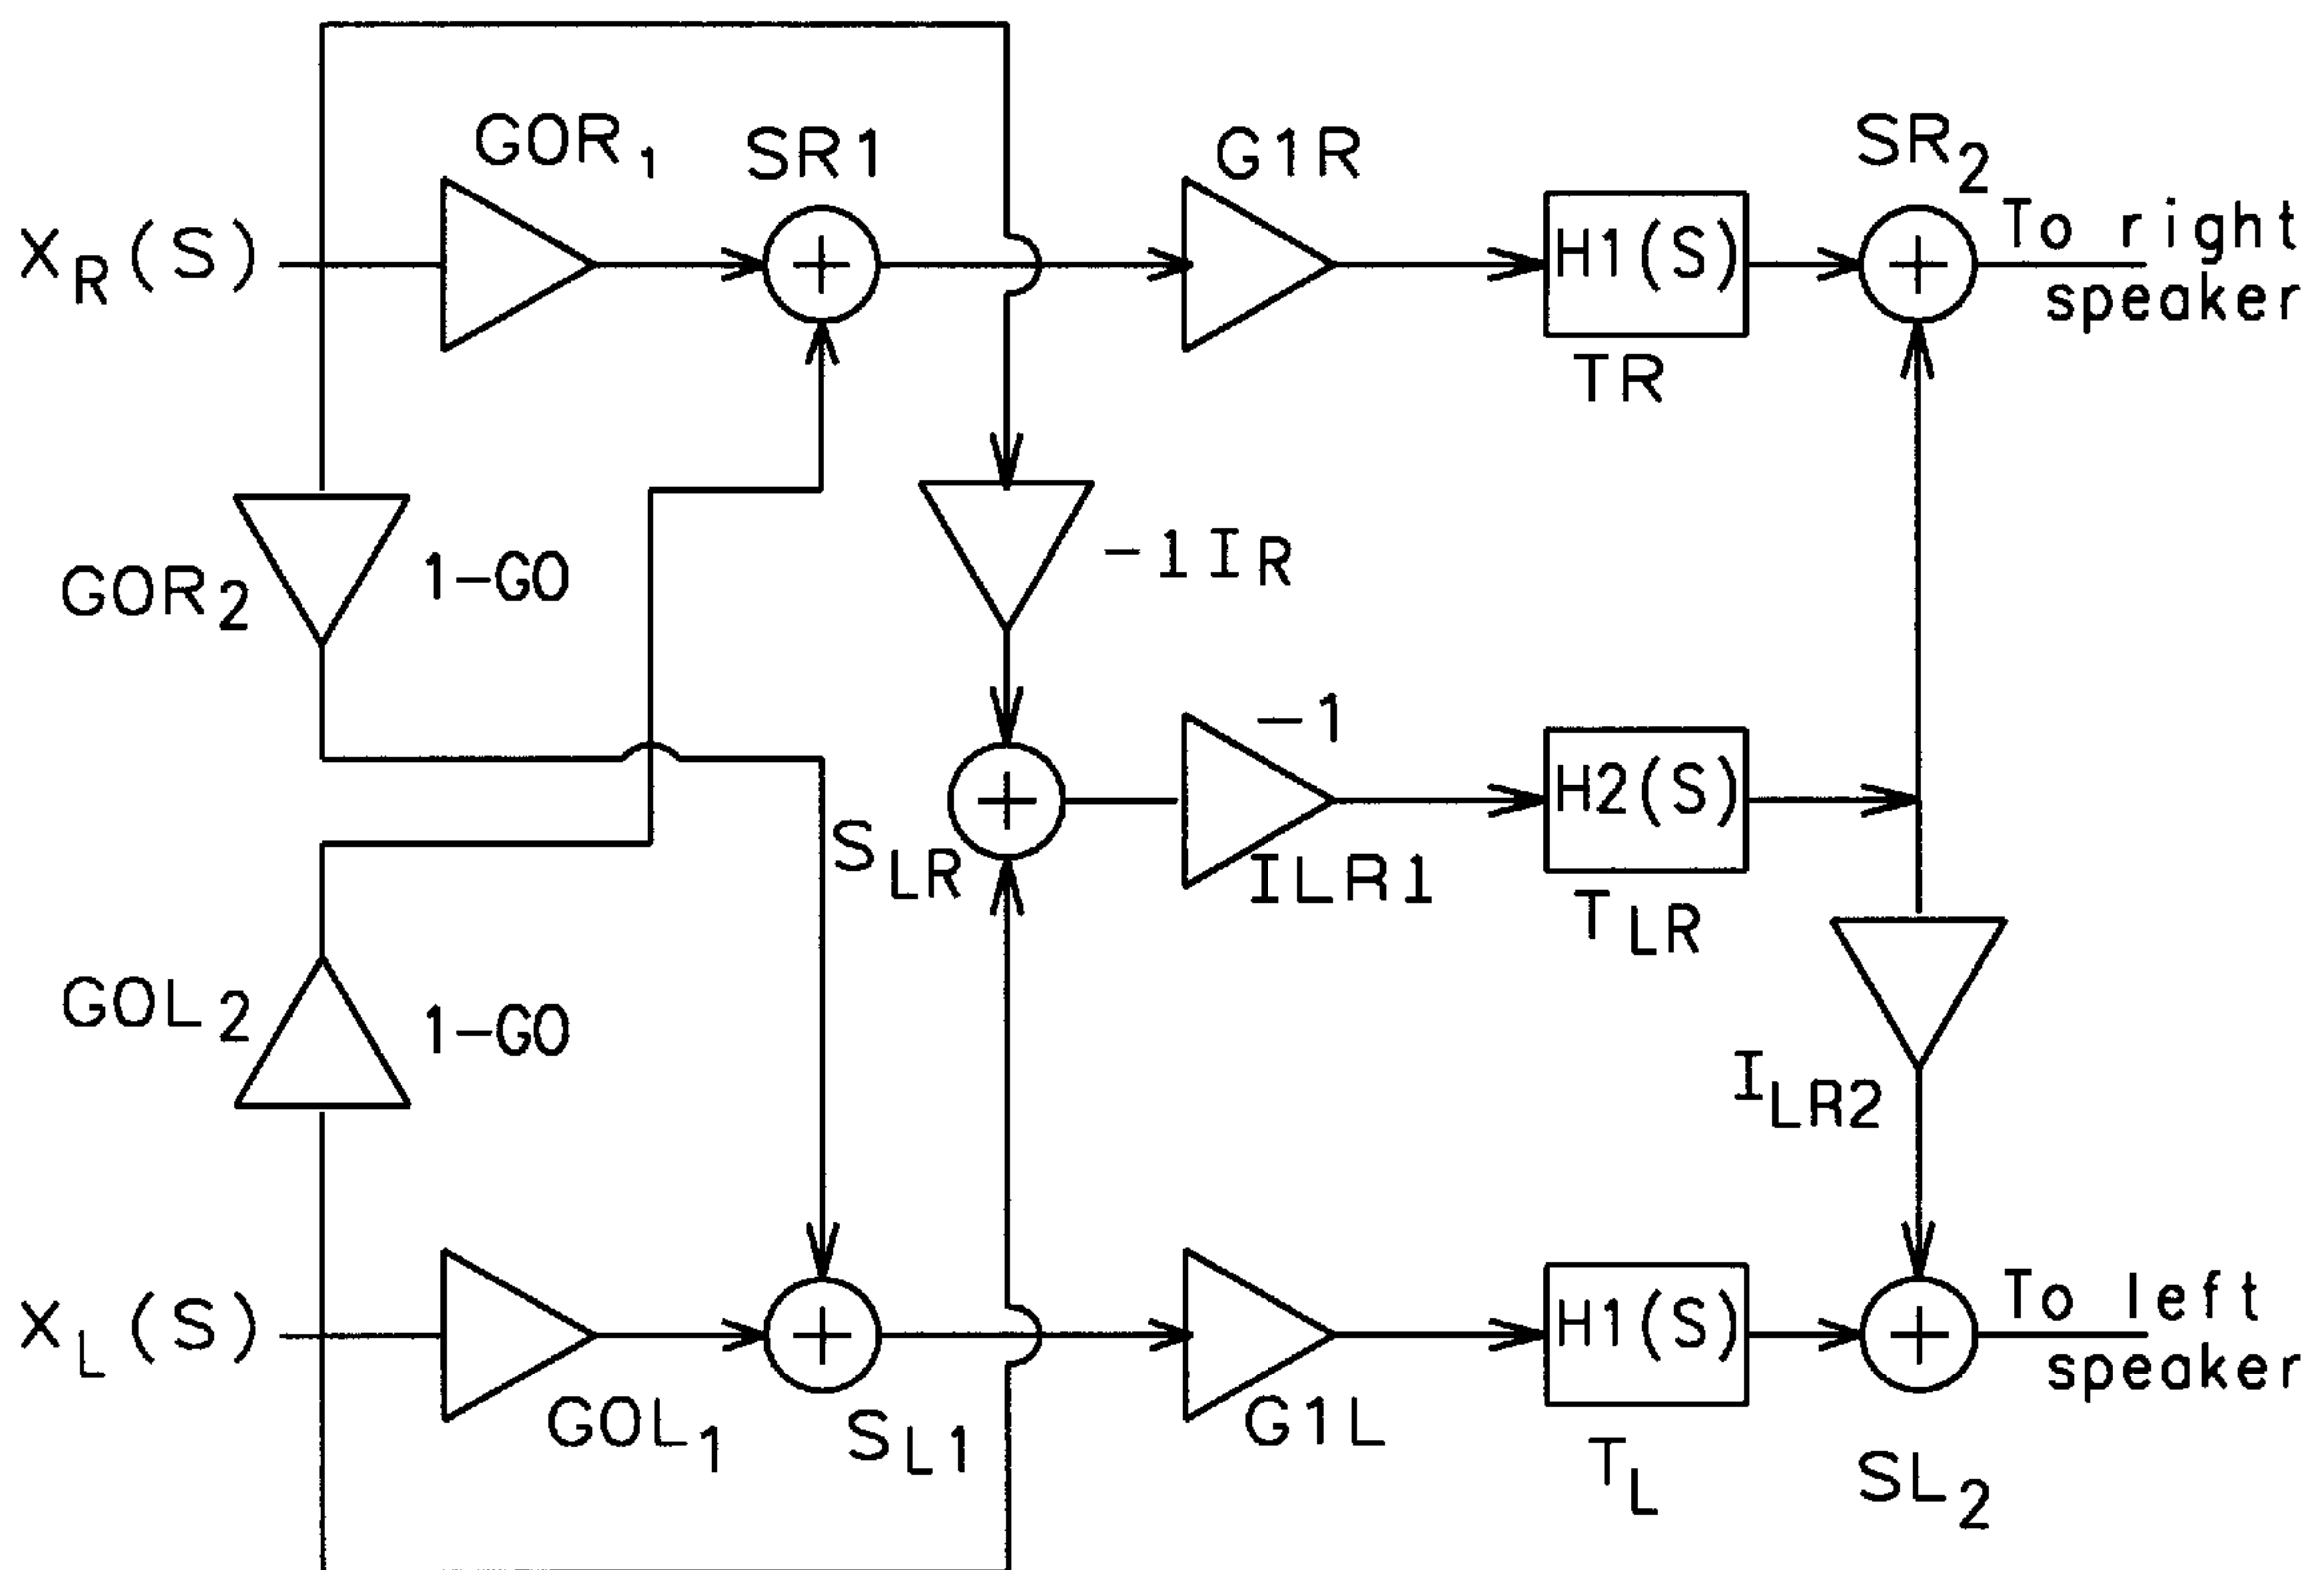 GOR1
SR1
G1R
SR2
XR(S)
H1(S)
To right
speaker
TR
GOR2
1-GO
-1IR
-1
SLR
ILR1
H2(S)
TLR
GOL2
1-GO
ILR2
XL(S)
GOL1
SL1
G1L
H1(S)
TL
To left
speaker
SL2